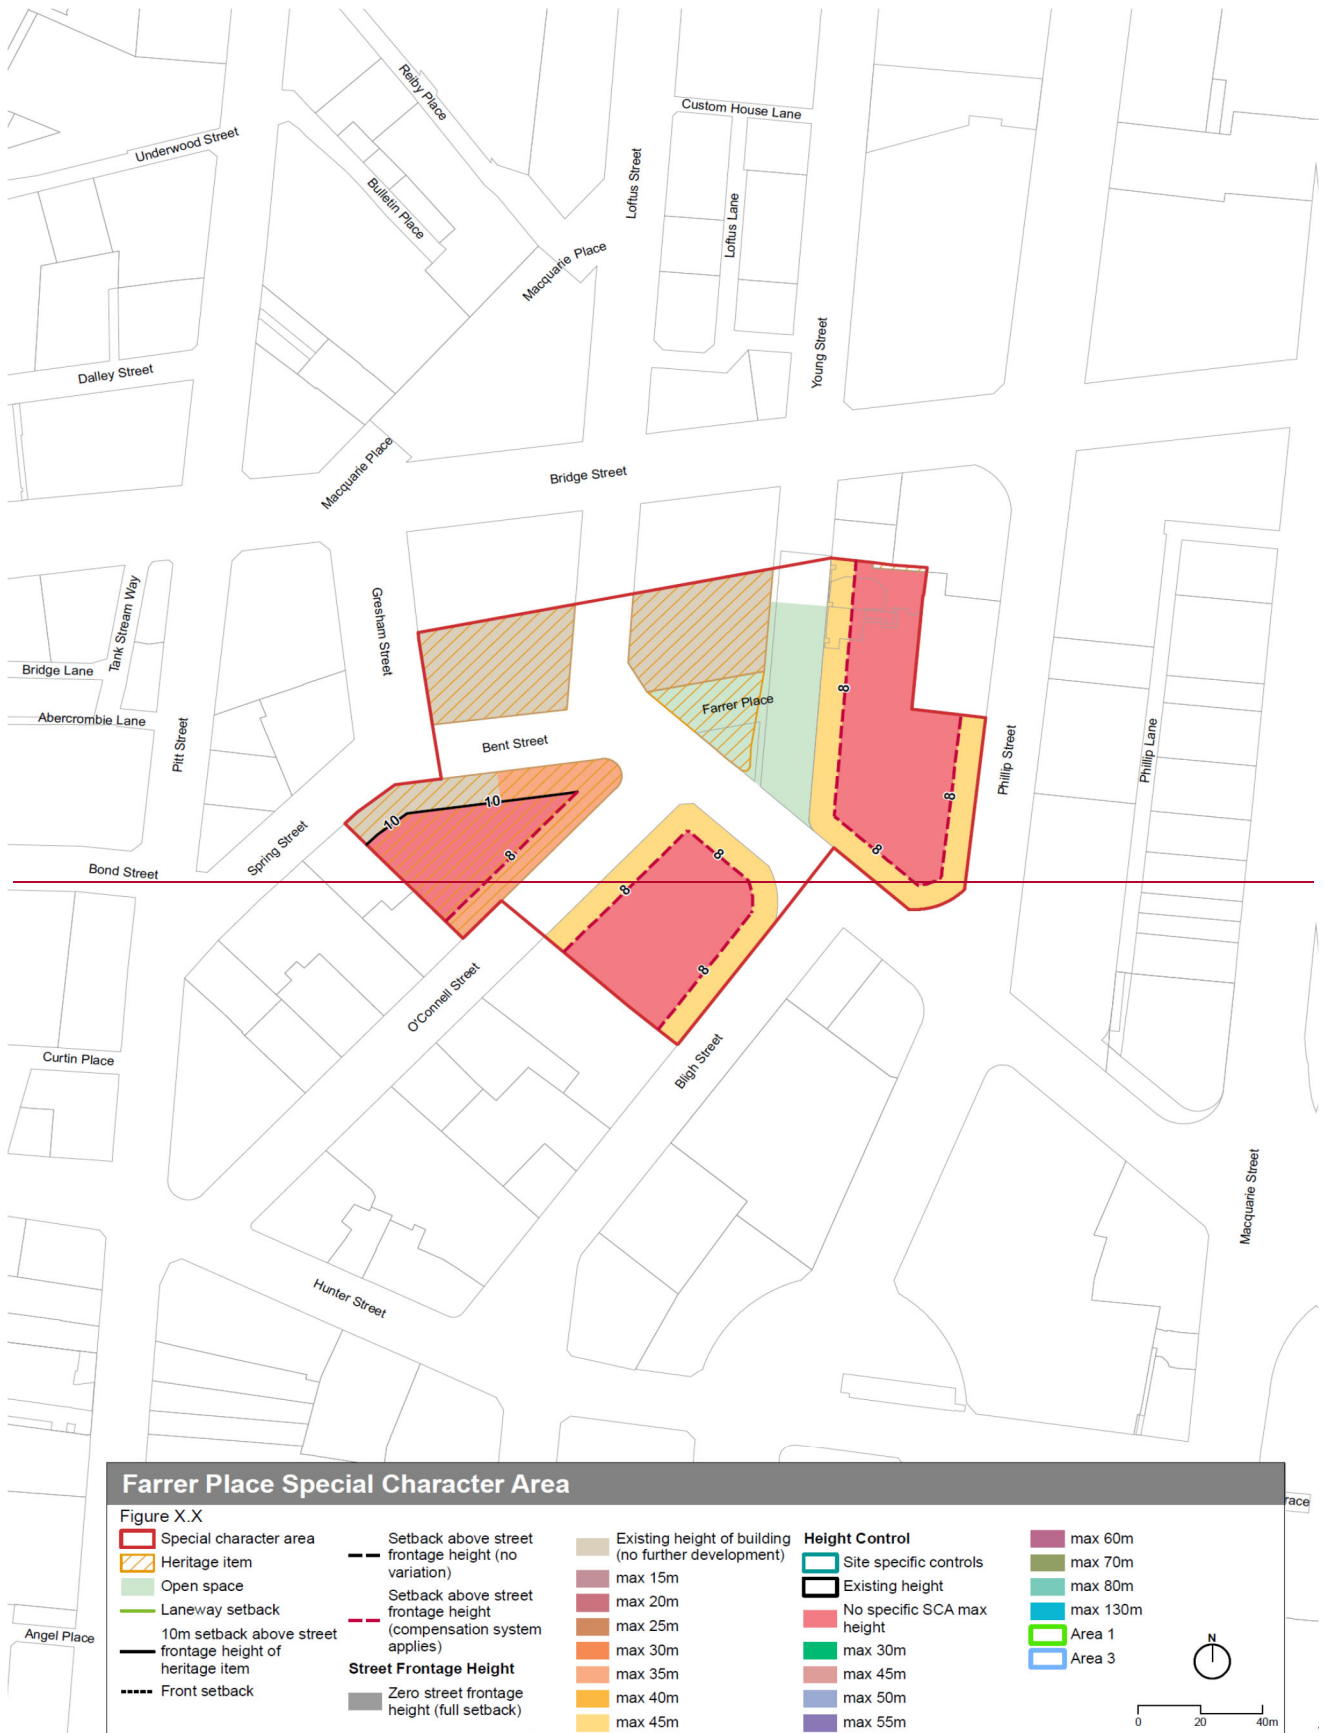 Reiby Place
Custom House Lane
Underwood Street
Loftus Street
Bulletin Place
Loftus Lane
Macquarie Place
Young Street
Dalley Street
Macquarie Place
Bridge Street
Tank Stream Way
Gresham Street
Bridge Lane
8
Farrer Place
Abercrombie Lane
Pitt Street
Bent Street
Phillip Street
Phillip Lane
10
8
10
Spring Street
8
8
8
Bond Street
8
8
O'Connell Street
Curtin Place
Bligh Street
Macquarie Street
Hunter Street
Farrer Place Special Character Area
race
Figure X.X
Special character area
Heritage item
Open space
Laneway setback
10m setback above street
frontage height of
heritage item
Front setback
Angel Place
Setback above street
frontage height (no
variation)
Setback above street
frontage height
(compensation system
applies)
Street Frontage Height
Zero street frontage
height (full setback)
Existing height of building
(no further development)
max 15m
max 20m
max 25m
max 30m
max 35m
max 40m
max 45m
Height Control
Site specific controls
Existing height
No specific SCA max
height
max 30m
max 45m
max 50m
max 55m
max 60m
max 70m
max 80m
max 130m
Area 1
Area 3
N
0 20 40m